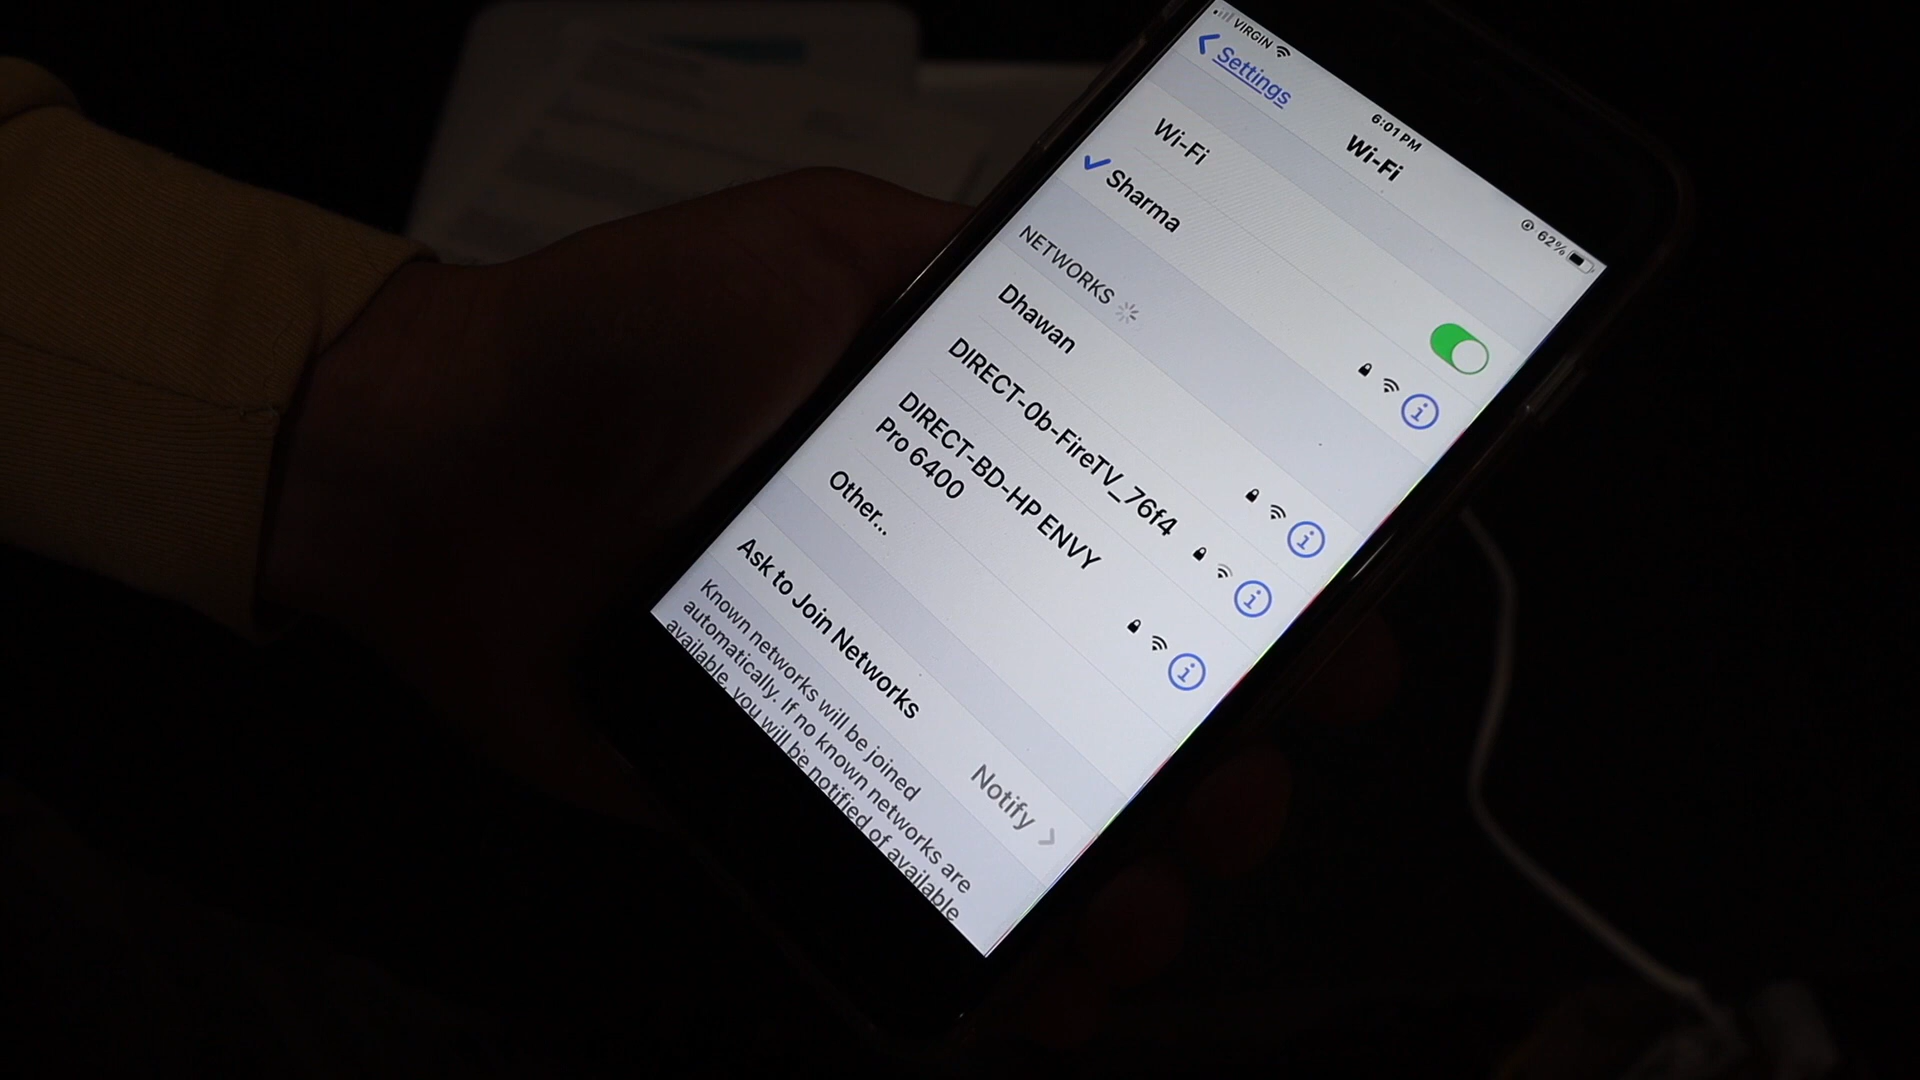 VIRGIN
6:01 PM
62%
Settings
Wi-Fi
Wi-Fi
Sharma
NETWORKS
Dhawan
DIRECT-0b-FireTV_76f4
DIRECT-BD-HP ENVY
Pro 6400
Other...
Ask to Join Networks
Notify
Known networks will be joined
automatically. If no known networks are
available, you will be notified of available